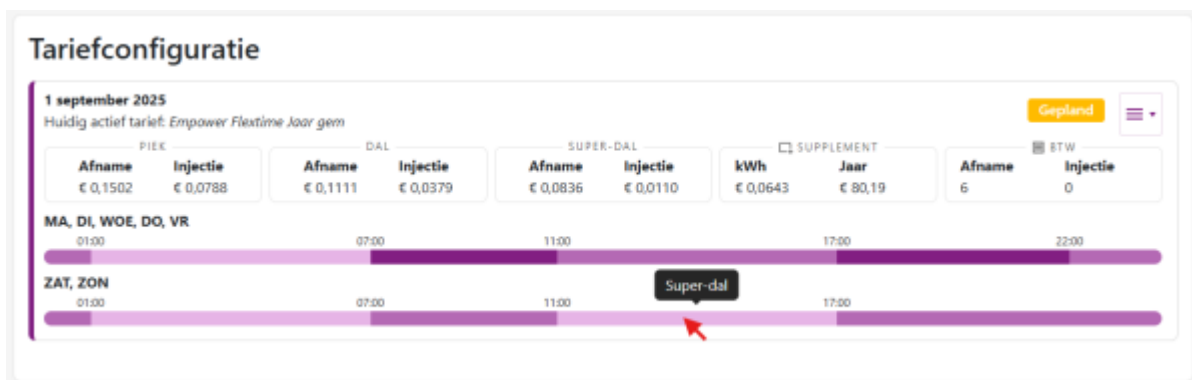 Tariefconfiguratie
1 september 2025
Huidig actief tarief: Empower Flextime Jaar gem
Gepland
PIEK DAL SUPER-DAL SUPPLEMENT BTW
Afname Injectie Afname Injectie Afname Injectie kWh Jaar Afname Injectie
€ 0,1502 € 0,0788 € 0,1111 € 0,0379 € 0,0836 € 0,0110 € 0,0643 € 80,19 6 0
MA, DI, WOE, DO, VR
01:00 07:00 11:00 17:00 22:00
ZAT, ZON
Super-dal
01:00 07:00 11:00 17:00